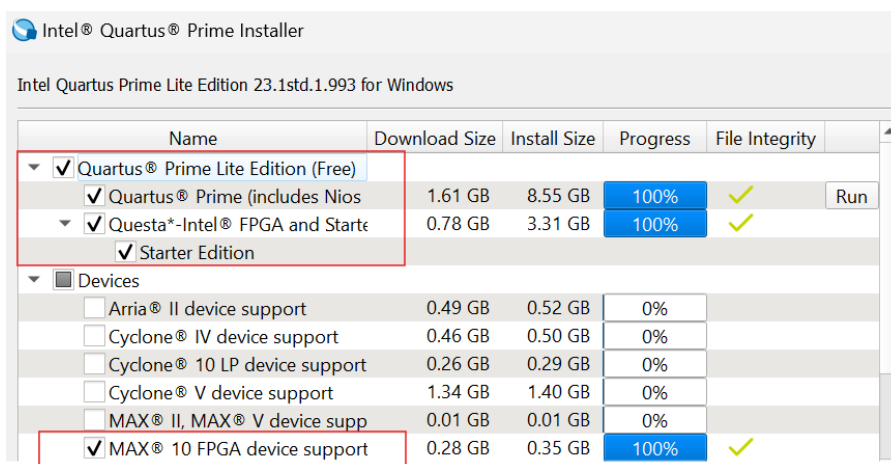 Intel® Quartus® Prime Installer
Intel Quartus Prime Lite Edition 23.1std.1.993 for Windows
Name Download Size Install Size Progress File Integrity
Quartus® Prime Lite Edition (Free)
Quartus® Prime (includes Nios 1.61 GB 8.55 GB 100% Run
Questa*-Intel® FPGA and Starte 0.78 GB 3.31 GB 100%
Starter Edition
Devices
Arria® II device support 0.49 GB 0.52 GB 0%
Cyclone® IV device support 0.46 GB 0.50 GB 0%
Cyclone® 10 LP device support 0.26 GB 0.29 GB 0%
Cyclone® V device support 1.34 GB 1.40 GB 0%
MAX® II, MAX® V device supp 0.01 GB 0.01 GB 0%
MAX® 10 FPGA device support 0.28 GB 0.35 GB 100%